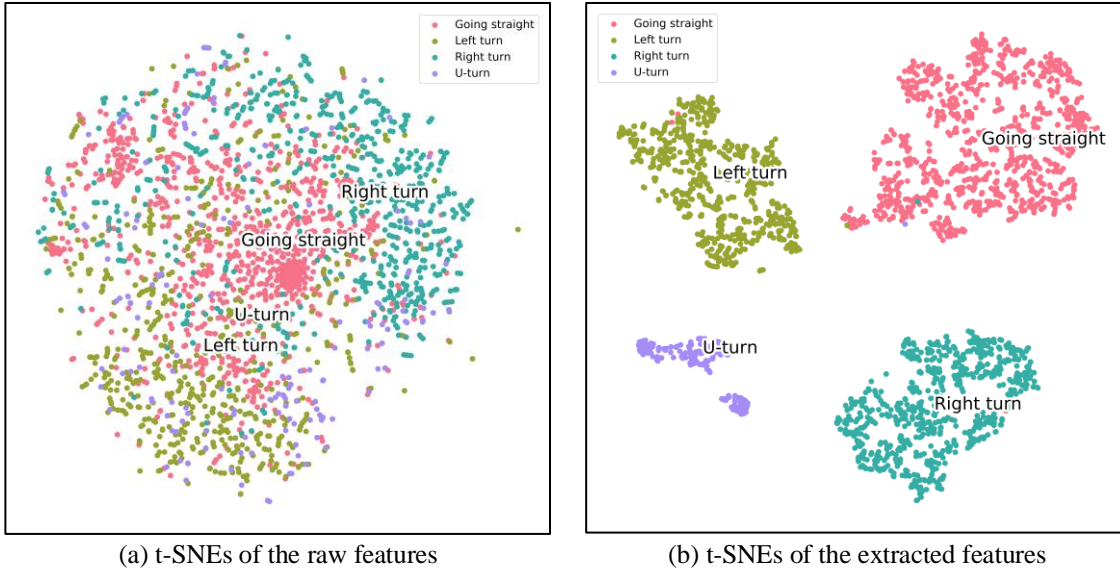 Going straight
Left turn
Right turn
U-turn
Right turn
Going straight
U-turn
Left turn
(a) t-SNEs of the raw features
Going straight
Left turn
Right turn
U-turn
Going straight
Left turn
U-turn
Right turn
(b) t-SNEs of the extracted features